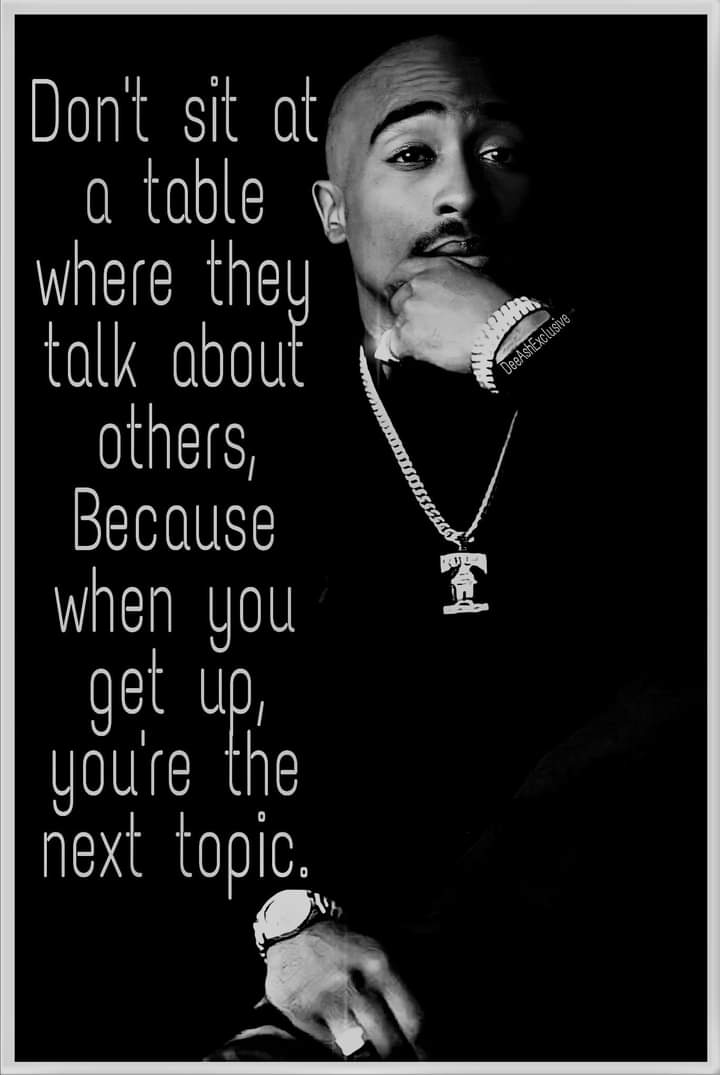 Don't sit at
a table
where they
talk about
others,
Because
when you
get up,
you're the
next topic.
DeeAshExclusive